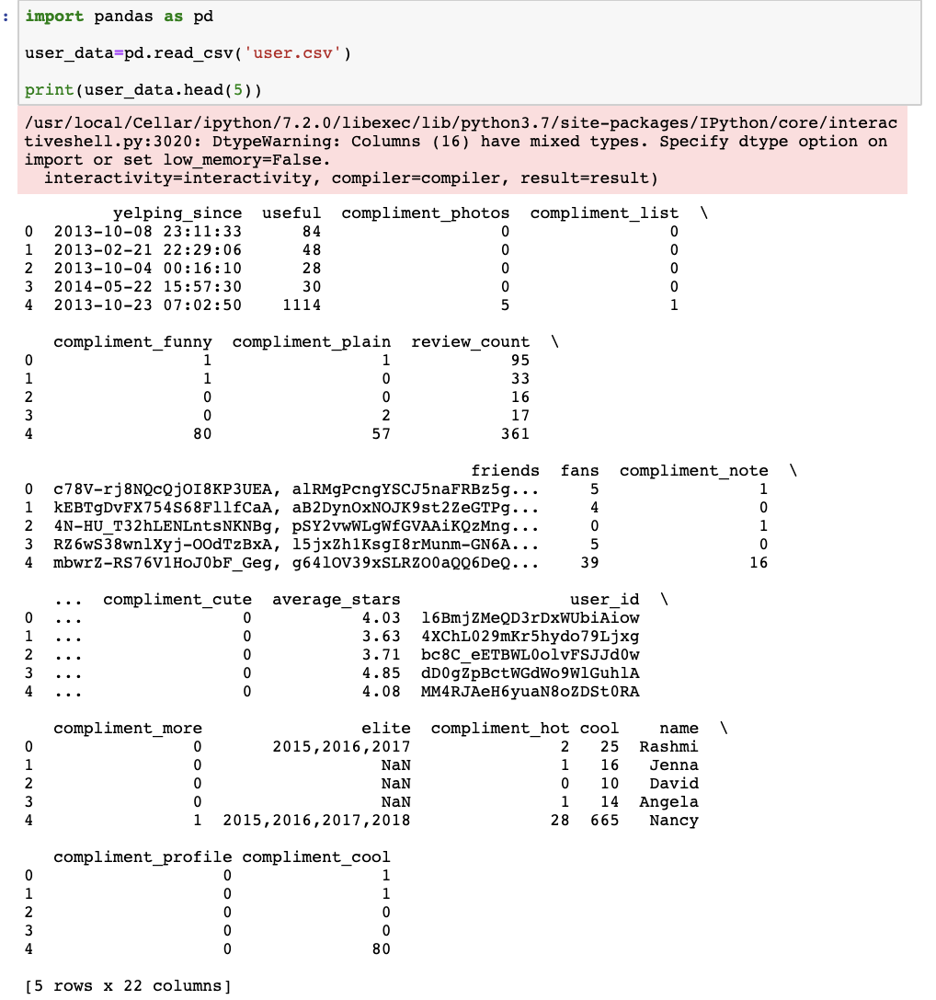 :
import pandas as pd
user_data=pd.read_csv('user.csv')
print(user_data.head(5))
/usr/local/Cellar/ipython/7.2.0/libexec/lib/python3.7/site-packages/IPython/core/interac
tiveshell.py:3020: DtypeWarning: Columns (16) have mixed types. Specify dtype option on
import or set low_memory=False.
  interactivity=interactivity, compiler=compiler, result=result)
         yelping_since  useful  compliment_photos  compliment_list  \
0  2013-10-08 23:11:33      84                  0                0
1  2013-02-21 22:29:06      48                  0                0
2  2013-10-04 00:16:10      28                  0                0
3  2014-05-22 15:57:30      30                  0                0
4  2013-10-23 07:02:50    1114                  5                1
   compliment_funny  compliment_plain  review_count  \
0                 1                 1            95
1                 1                 0            33
2                 0                 0            16
3                 0                 2            17
4                80                57           361
                                             friends  fans  compliment_note  \
0  c78V-rj8NQcQjOI8KP3UEA, alRMgPcngYSCJ5naFRBz5g...     5                1
1  kEBTgDvFX754S68FllfCaA, aB2DynOxNOJK9st2ZeGTPg...     4                0
2  4N-HU_T32hLENLntsNKNBg, pSY2vwWLgWfGVAAiKQzMng...     0                1
3  RZ6wS38wnlXyj-OOdTzBxA, l5jxZh1KsgI8rMunm-GN6A...     5                0
4  mbwrZ-RS76V1HoJ0bF_Geg, g64lOV39xSLRZO0aQQ6DeQ...    39               16
   ...  compliment_cute  average_stars                 user_id  \
0  ...                0           4.03  l6BmjZMeQD3rDxWUbiAiow
1  ...                0           3.63  4XChL029mKr5hydo79Ljxg
2  ...                0           3.71  bc8C_eETBWL0olvFSJJd0w
3  ...                0           4.85  dD0gZpBctWGdWo9WlGuhlA
4  ...                0           4.08  MM4RJAeH6yuaN8oZDSt0RA
   compliment_more                elite  compliment_hot cool    name  \
0                0       2015,2016,2017               2   25  Rashmi
1                0                  NaN               1   16   Jenna
2                0                  NaN               0   10   David
3                0                  NaN               1   14  Angela
4                1  2015,2016,2017,2018              28  665   Nancy
   compliment_profile compliment_cool
0                   0               1
1                   0               1
2                   0               0
3                   0               0
4                   0              80
[5 rows x 22 columns]